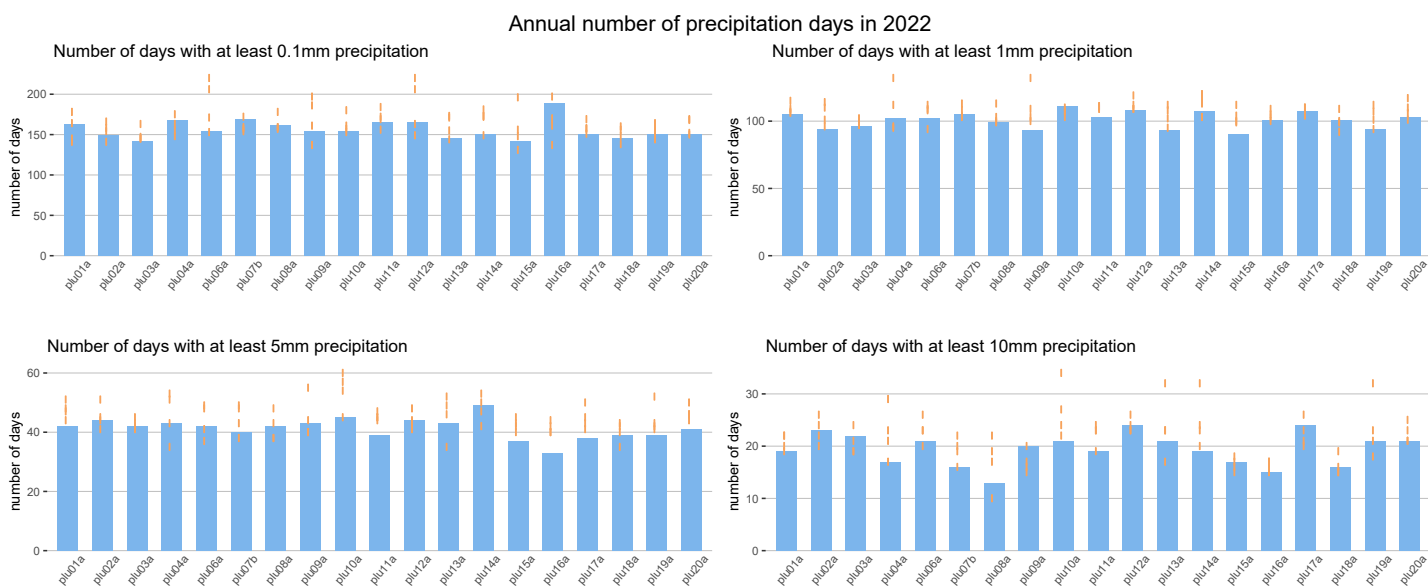 Annual number of precipitation days in 2022
Number of days with at least 0.1mm precipitation
number of days
200
150
100
50
0
plu01a plu02a plu03a plu04a plu06a plu07b plu08a plu09a plu10a plu11a plu12a plu13a plu14a plu15a plu16a plu17a plu18a plu19a plu20a
Number of days with at least 1mm precipitation
number of days
100
50
0
plu01a plu02a plu03a plu04a plu06a plu07b plu08a plu09a plu10a plu11a plu12a plu13a plu14a plu15a plu16a plu17a plu18a plu19a plu20a
Number of days with at least 5mm precipitation
number of days
60
40
20
0
plu01a plu02a plu03a plu04a plu06a plu07b plu08a plu09a plu10a plu11a plu12a plu13a plu14a plu15a plu16a plu17a plu18a plu19a plu20a
Number of days with at least 10mm precipitation
number of days
30
20
10
0
plu01a plu02a plu03a plu04a plu06a plu07b plu08a plu09a plu10a plu11a plu12a plu13a plu14a plu15a plu16a plu17a plu18a plu19a plu20a